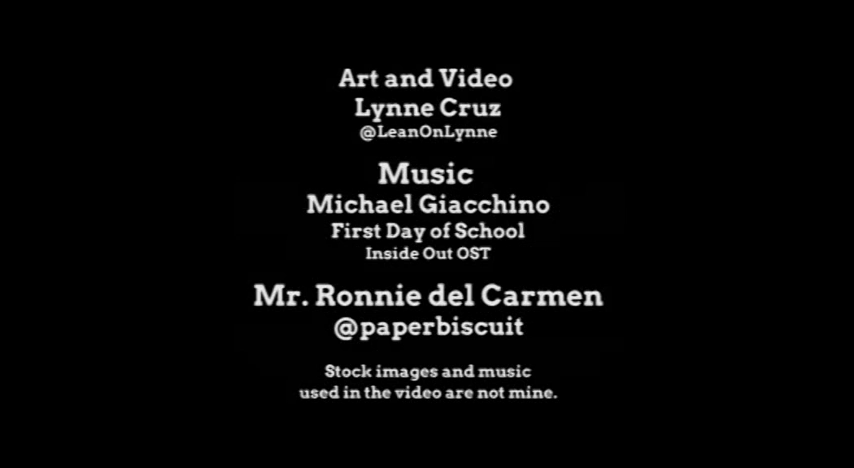 Art and Video
Lynne Cruz
@LeanOnLynne
Music
Michael Giacchino
First Day of School
Inside Out OST
Mr. Ronnie del Carmen
@paperbiscuit
Stock images and music
used in the video are not mine.